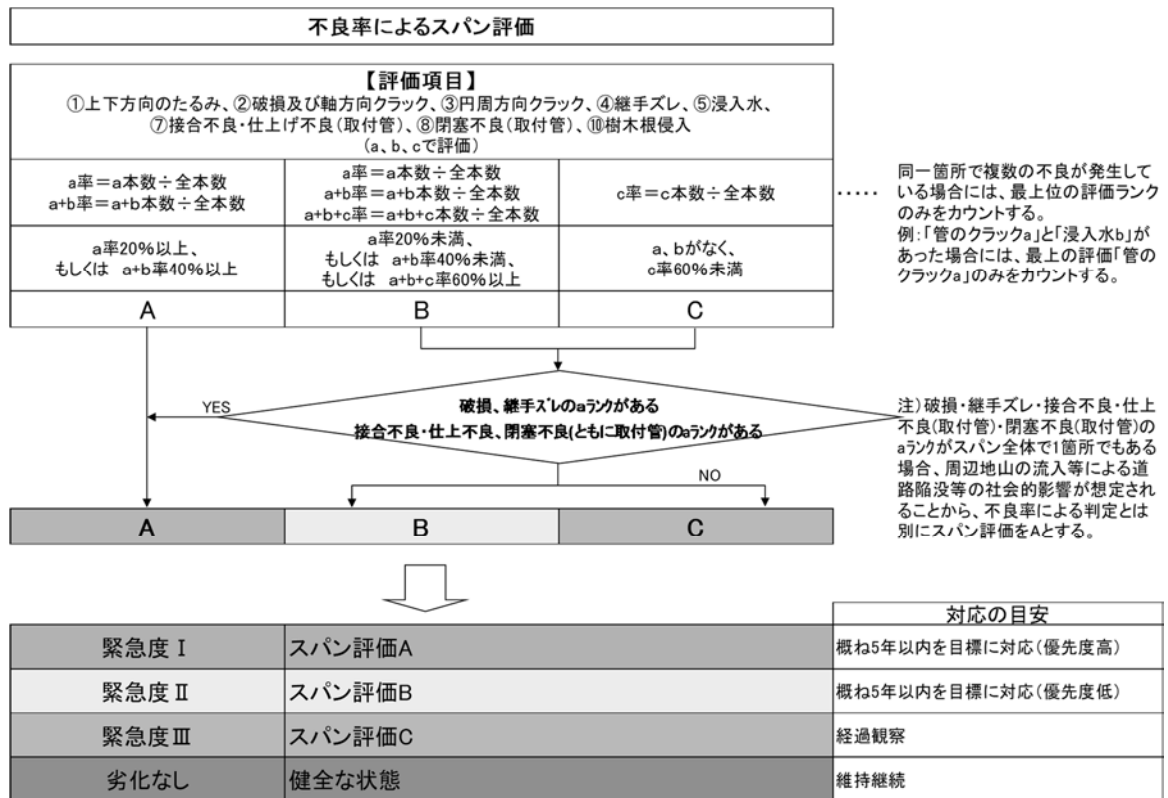 不良率によるスパン評価
【評価項目】
①上下方向のたるみ、②破損及び軸方向クラック、③円周方向クラック、④継手ズレ、⑤浸入水、
⑦接合不良・仕上げ不良(取付管)、⑧閉塞不良(取付管)、⑩樹木根侵入
(a、b、cで評価)
a率=a本数÷全本数
a+b率=a+b本数÷全本数
a率=a本数÷全本数
a+b率=a+b本数÷全本数
a+b+c率=a+b+c本数÷全本数
c率=c本数÷全本数
a率20%以上、
もしくは a+b率40%以上
a率20%未満、
もしくは a+b率40%未満、
もしくは a+b+c率60%以上
a、bがなく、
c率60%未満
A
B
C
・・・・・
同一箇所で複数の不良が発生して
いる場合には、最上位の評価ランク
のみをカウントする。
例:「管のクラックa」と「浸入水b」が
あった場合には、最上の評価「管の
クラックa」のみをカウントする。
YES
破損、継手ズレのaランクがある
接合不良・仕上不良、閉塞不良(ともに取付管)のaランクがある
NO
注)破損・継手ズレ・接合不良・仕上
不良(取付管)・閉塞不良(取付管)の
aランクがスパン全体で1箇所でもある
場合、周辺地山の流入等による道
路陥没等の社会的影響が想定され
ることから、不良率による判定とは
別にスパン評価をAとする。
A
B
C
対応の目安
緊急度Ⅰ
スパン評価A
概ね5年以内を目標に対応(優先度高)
緊急度Ⅱ
スパン評価B
概ね5年以内を目標に対応(優先度低)
緊急度Ⅲ
スパン評価C
経過観察
劣化なし
健全な状態
維持継続